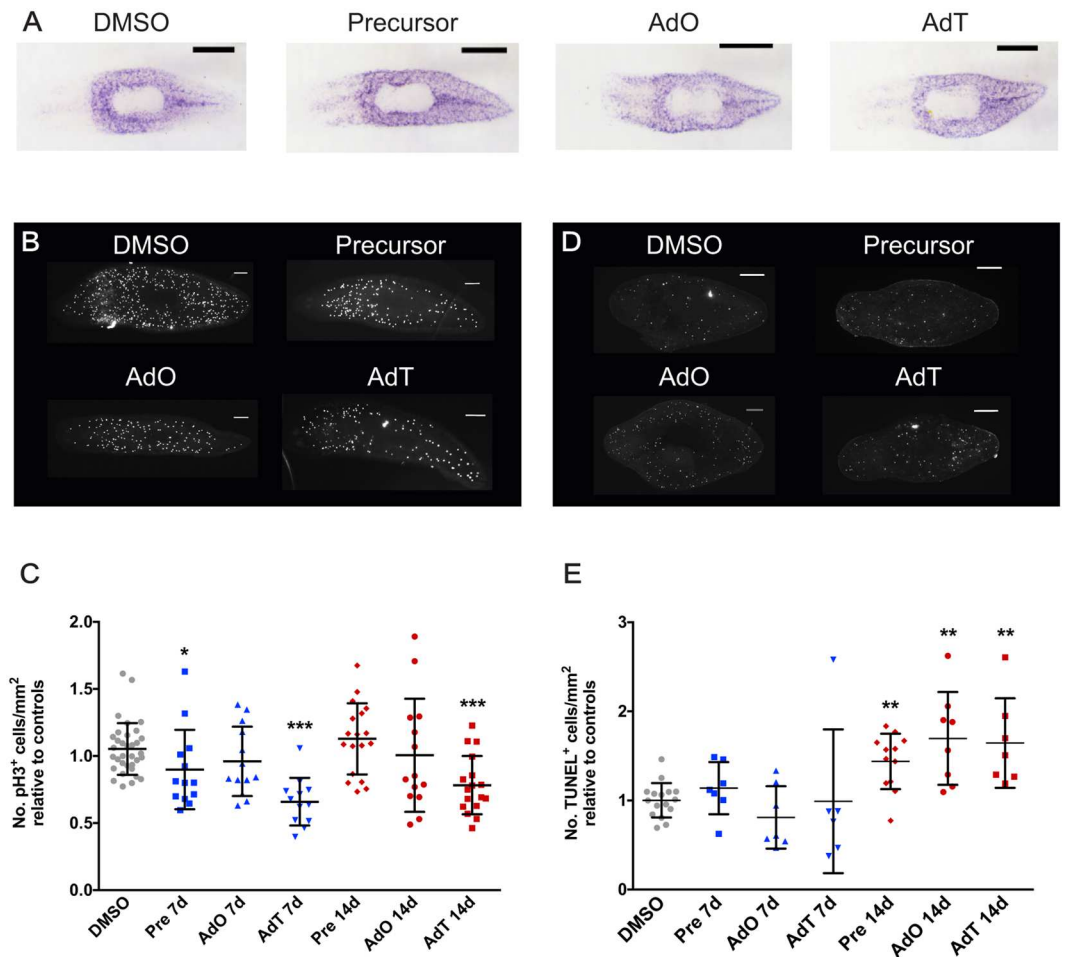 A
DMSO
Precursor
AdO
AdT
B
DMSO
Precursor
AdO
AdT
D
DMSO
Precursor
AdO
AdT
C
No. pH3+ cells/mm2
relative to controls
2.0
1.5
1.0
0.5
0.0
*
***
***
DMSO
Pre 7d
AdO 7d
AdT 7d
Pre 14d
AdO 14d
AdT 14d
E
No. TUNEL+ cells/mm2
relative to controls
3
2
1
0
**
**
**
DMSO
Pre 7d
AdO 7d
AdT 7d
Pre 14d
AdO 14d
AdT 14d